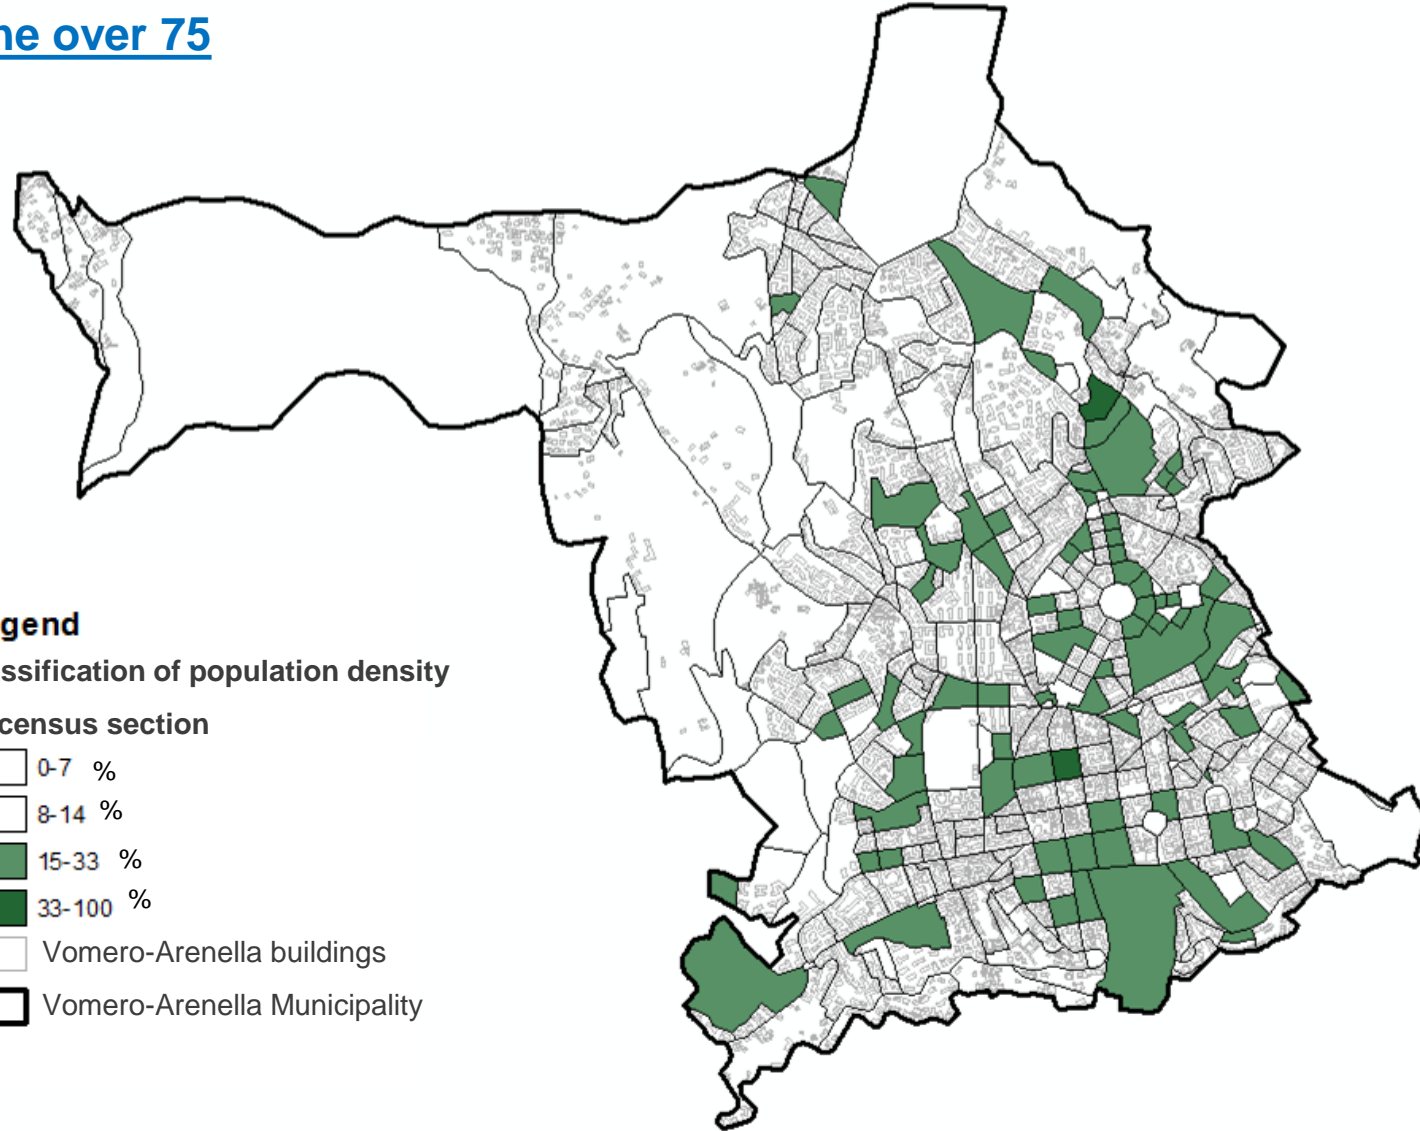 ne over 75
gend
ssification of population density
census section
0-7 %
8-14 %
15-33 %
33-100 %
Vomero-Arenella buildings
Vomero-Arenella Municipality